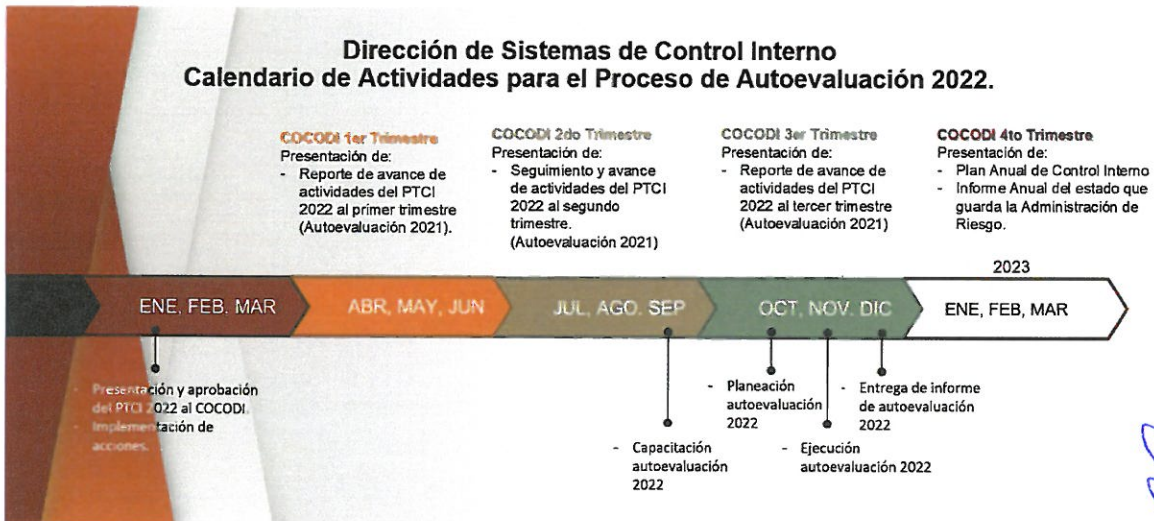 Dirección de Sistemas de Control Interno
Calendario de Actividades para el Proceso de Autoevaluación 2022.
COCODI 1er Trimestre
Presentación de:
- Reporte de avance de
actividades del PTCI
2022 al primer trimestre
(Autoevaluación 2021).
COCODI 2do Trimestre
Presentación de:
- Seguimiento y avance
de actividades del PTCI
2022 al segundo
trimestre.
(Autoevaluación 2021)
COCODI 3er Trimestre
Presentación de:
- Reporte de avance de
actividades del PTCI
2022 al tercer trimestre
(Autoevaluación 2021)
COCODI 4to Trimestre
Presentación de:
- Plan Anual de Control Interno
- Informe Anual del estado que
guarda la Administración de
Riesgo.
2023
ENE, FEB. MAR
ABR, MAY, JUN
JUL, AGO. SEP
OCT, NOV. DIC
ENE, FEB, MAR
- Presentación y aprobación
del PTCI 2022 al COCODI.
- Implementación de
acciones.
- Capacitación
autoevaluación
2022
- Planeación
autoevaluación
2022
- Ejecución
autoevaluación 2022
- Entrega de informe
de autoevaluación
2022